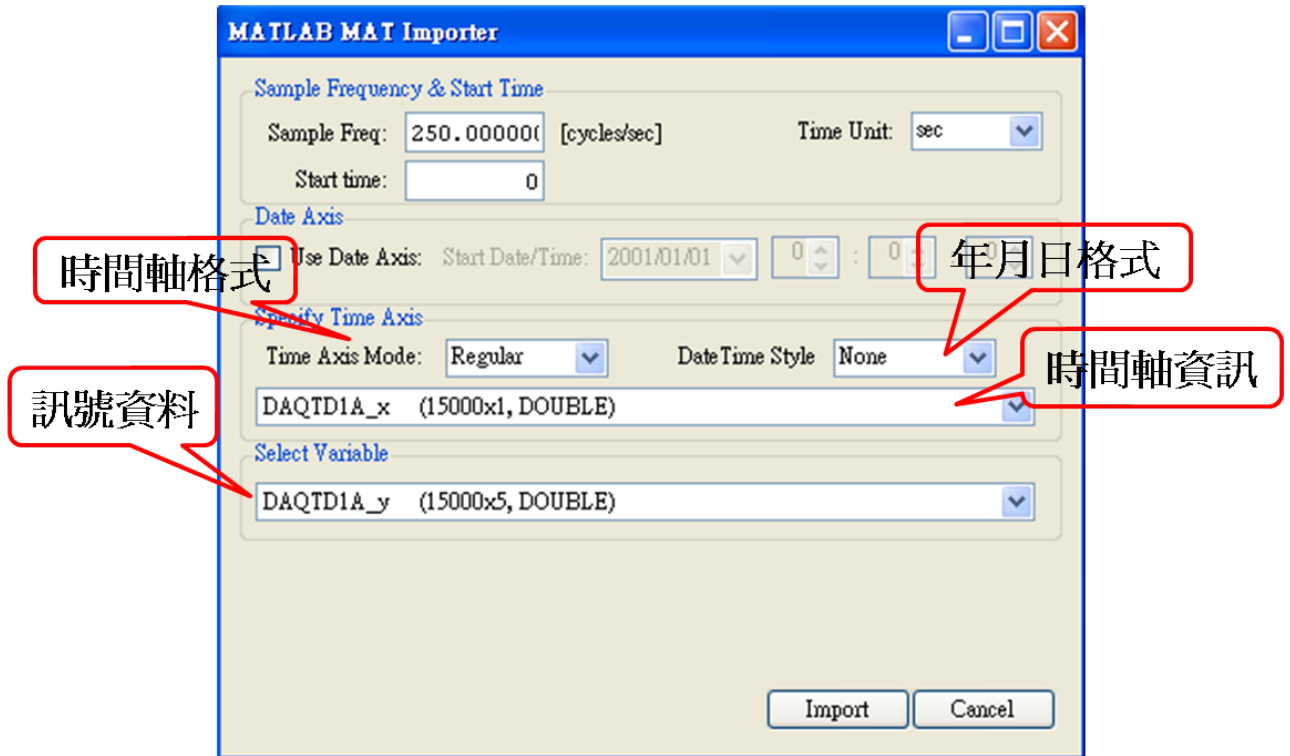 MATLAB MAT Importer
Sample Frequency & Start Time
Sample Freq: 250.000000 [cycles/sec] Time Unit: sec
Start time: 0
Date Axis
Use Date Axis: Start Date/Time: 2001/01/01 0 : 0 0
時間軸格式
年月日格式
Specify Time Axis
Time Axis Mode: Regular DateTime Style None
時間軸資訊
DAQTD1A_x (15000x1, DOUBLE)
訊號資料
Select Variable
DAQTD1A_y (15000x5, DOUBLE)
Import Cancel